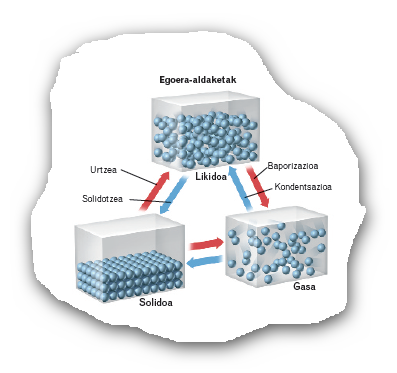 Egoera-aldaketak
Urtzea
Baporizazioa
Likidoa
Kondentsazioa
Solidotzea
Gasa
Solidoa